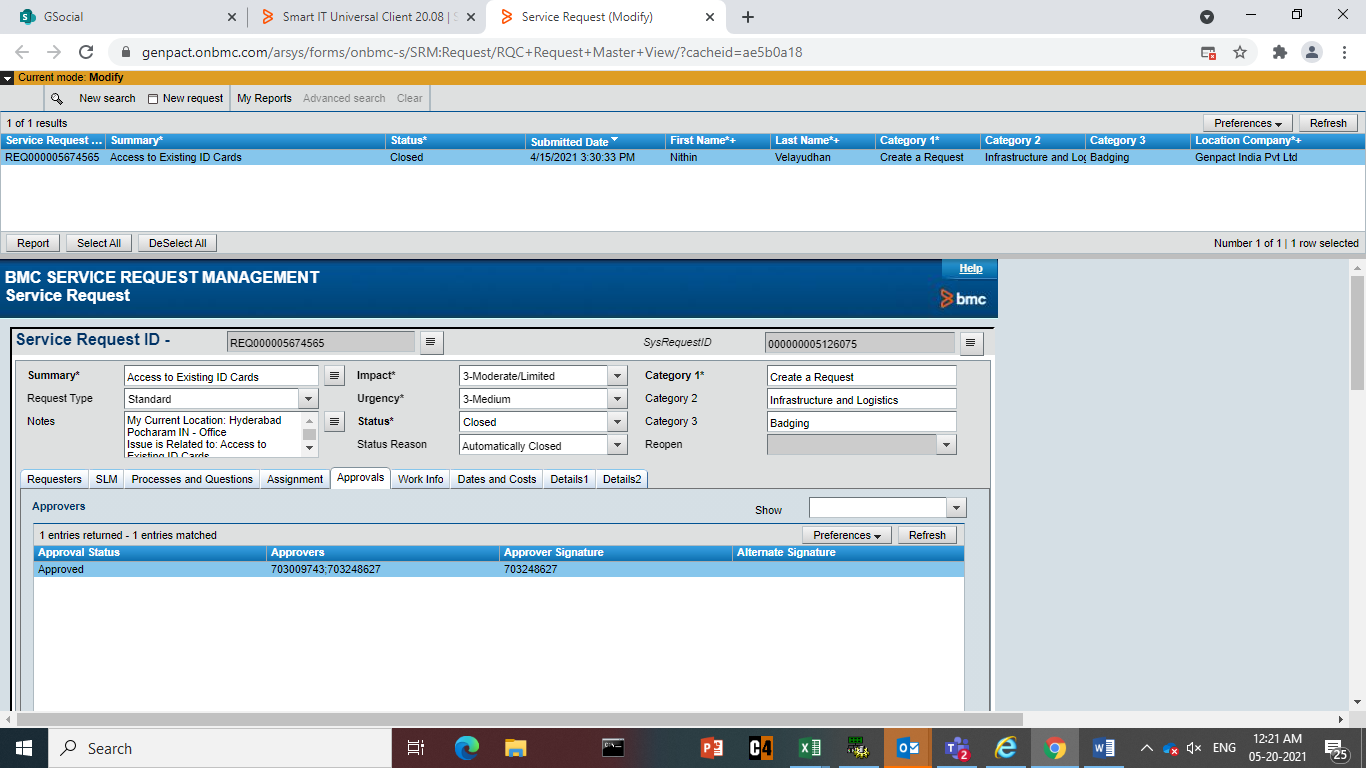 GSocial
Smart IT Universal Client 20.08 | S
Service Request (Modify)
genpact.onbmc.com/arsys/forms/onbmc-s/SRM:Request/RQC+Request+Master+View/?cacheid=ae5b0a18
Current mode: Modify
New search New request My Reports Advanced search Clear
1 of 1 results Preferences Refresh
Service Request ... Summary* Status* Submitted Date First Name*+ Last Name*+ Category 1* Category 2 Category 3 Location Company*+
REQ000005674565 Access to Existing ID Cards Closed 4/15/2021 3:30:33 PM Nithin Velayudhan Create a Request Infrastructure and Log Badging Genpact India Pvt Ltd
Report Select All DeSelect All Number 1 of 1 | 1 row selected
BMC SERVICE REQUEST MANAGEMENT Help
Service Request bmc
Service Request ID - REQ000005674565 SysRequestID 000000005126075
Summary* Access to Existing ID Cards Impact* 3-Moderate/Limited Category 1* Create a Request
Request Type Standard Urgency* 3-Medium Category 2 Infrastructure and Logistics
Notes My Current Location: Hyderabad Status* Closed Category 3 Badging
Pocharam IN - Office
Issue is Related to: Access to Status Reason Automatically Closed Reopen
Existing ID Cards
Requesters SLM Processes and Questions Assignment Approvals Work Info Dates and Costs Details1 Details2
Approvers Show
1 entries returned - 1 entries matched Preferences Refresh
Approval Status Approvers Approver Signature Alternate Signature
Approved 703009743;703248627 703248627
Search
ENG
12:21 AM
05-20-2021
25
2